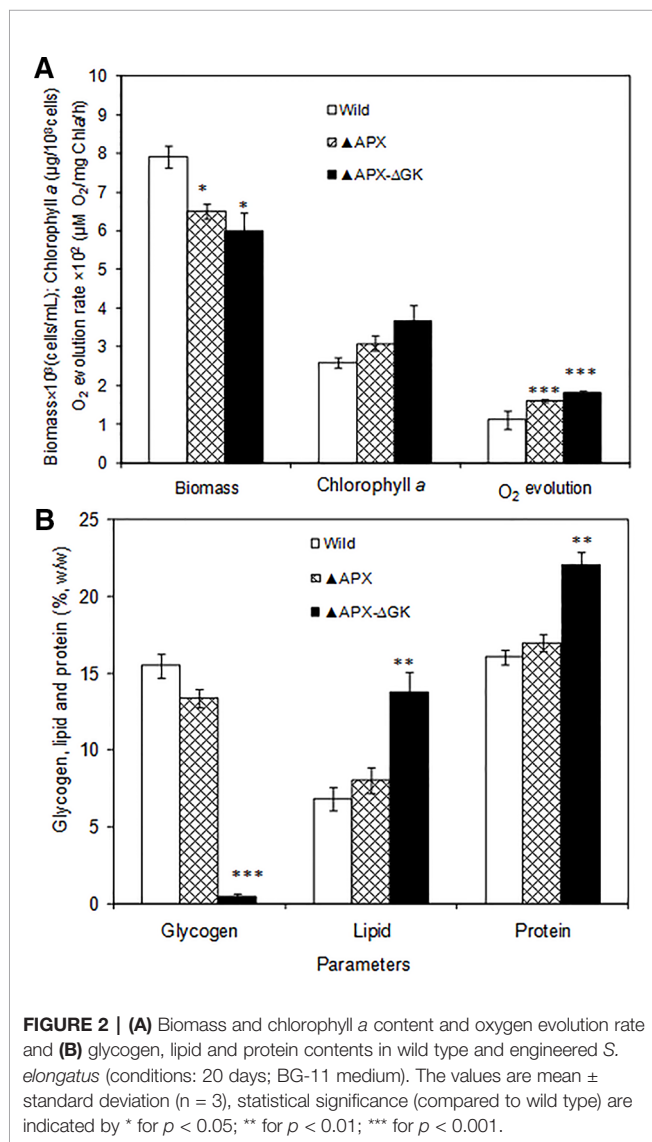 A
Biomass×10⁸(cells/mL); Chlorophyll a (µg/10⁸cells)
O₂ evolution rate ×10² (µM O₂/mg Chla/h)
10
9
8
7
6
5
4
3
2
1
0
Wild
▲APX
▲APX-ΔGK
*
*
***
***
Biomass
Chlorophyll a
O₂ evolution
B
Glycogen, lipid and protein (%, w/w)
25
20
15
10
5
0
Wild
▲APX
▲APX-ΔGK
***
**
**
Glycogen
Lipid
Protein
Parameters
FIGURE 2 | (A) Biomass and chlorophyll a content and oxygen evolution rate
and (B) glycogen, lipid and protein contents in wild type and engineered S.
elongatus (conditions: 20 days; BG-11 medium). The values are mean ±
standard deviation (n = 3), statistical significance (compared to wild type) are
indicated by * for p < 0.05; ** for p < 0.01; *** for p < 0.001.